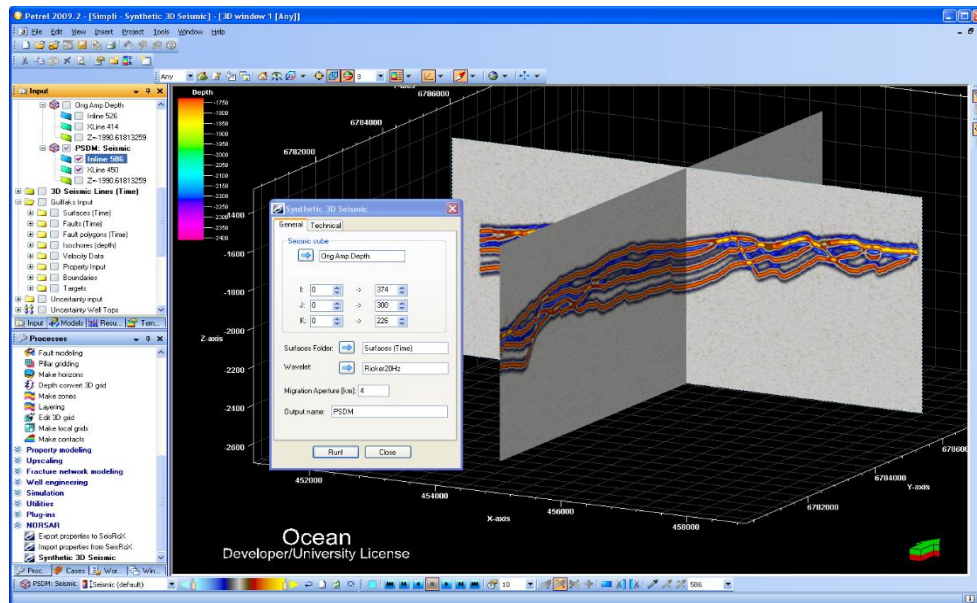 Petrel 2009.2 - [Simpli - Synthetic 3D Seismic] - [3D window 1 [Any]]
File Edit View Insert Project Tools Window Help
Any 3
Input
Orig Amp Depth
Inline 526
XLine 414
Z=-1990.61813259
PSDM: Seismic
Inline 586
XLine 450
Z=-1990.61813259
3D Seismic Lines (Time)
Gullfaks Input
Surfaces (Time)
Faults (Time)
Fault polygons (Time)
Isochores (depth)
Velocity Data
Property Input
Boundaries
Targets
Uncertainty input
Uncertainty Well Tops
Input Models Resu... Tem...
Processes
Fault modeling
Pillar gridding
Make horizons
Depth convert 3D grid
Make zones
Layering
Edit 3D grid
Make local grids
Make contacts
Property modeling
Upscaling
Fracture network modeling
Well engineering
Simulation
Utilities
Plug-ins
NORSAR
Export properties to SeisRoX
Import properties from SeisRoX
Synthetic 3D Seismic
Proc... Cases Wor... Win...
PSDM: Seismic Seismic (default) 10 586
Depth
-1750
-1800
-1850
-1900
-1950
-2000
-2050
-2100
-2150
-2200
-2250
-2300
-2350
-2400
6786000
6784000
6782000
-1400
-1600
-1800
-2000
Z-axis
-2200
-2400
-2600
Synthetic 3D Seismic
General Technical
Seismic cube
Orig Amp Depth
I: 0 -> 374
J: 0 -> 300
K: 0 -> 226
Surfaces Folder: Surfaces (Time)
Wavelet: Ricker20Hz
Migration Aperture (km): 4
Output name: PSDM
Run! Close
452000
454000
X-axis
456000
458000
6782000
Y-axis
6784000
678600
Ocean
Developer/University License